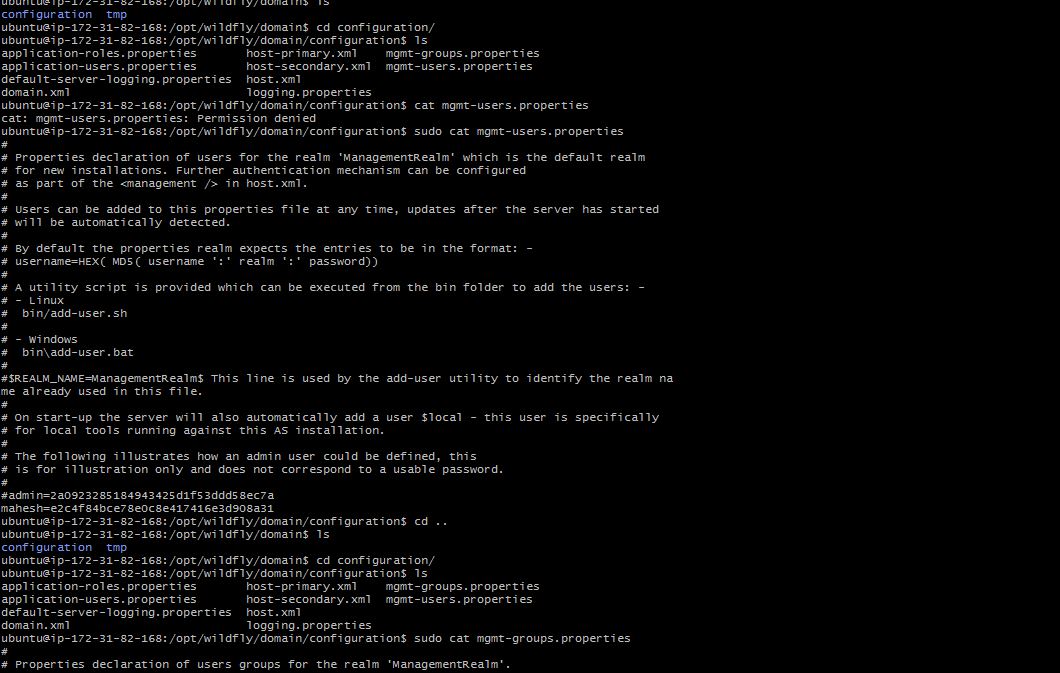 ubuntu@ip-172-31-82-168:/opt/wildfly/domain$ ls
configuration  tmp
ubuntu@ip-172-31-82-168:/opt/wildfly/domain$ cd configuration/
ubuntu@ip-172-31-82-168:/opt/wildfly/domain/configuration$ ls
application-roles.properties       host-primary.xml    mgmt-groups.properties
application-users.properties       host-secondary.xml  mgmt-users.properties
default-server-logging.properties  host.xml
domain.xml                         logging.properties
ubuntu@ip-172-31-82-168:/opt/wildfly/domain/configuration$ cat mgmt-users.properties
cat: mgmt-users.properties: Permission denied
ubuntu@ip-172-31-82-168:/opt/wildfly/domain/configuration$ sudo cat mgmt-users.properties
#
# Properties declaration of users for the realm 'ManagementRealm' which is the default realm
# for new installations. Further authentication mechanism can be configured
# as part of the <management /> in host.xml.
#
# Users can be added to this properties file at any time, updates after the server has started
# will be automatically detected.
#
# By default the properties realm expects the entries to be in the format: -
# username=HEX( MD5( username ':' realm ':' password))
#
# A utility script is provided which can be executed from the bin folder to add the users: -
# - Linux
#  bin/add-user.sh
#
# - Windows
#  bin\add-user.bat
#
#$REALM_NAME=ManagementRealm$ This line is used by the add-user utility to identify the realm na
me already used in this file.
#
# On start-up the server will also automatically add a user $local - this user is specifically
# for local tools running against this AS installation.
#
# The following illustrates how an admin user could be defined, this
# is for illustration only and does not correspond to a usable password.
#
#admin=2a0923285184943425d1f53ddd58ec7a
mahesh=e2c4f84bce78e0c8e417416e3d908a31
ubuntu@ip-172-31-82-168:/opt/wildfly/domain/configuration$ cd ..
ubuntu@ip-172-31-82-168:/opt/wildfly/domain$ ls
configuration  tmp
ubuntu@ip-172-31-82-168:/opt/wildfly/domain$ cd configuration/
ubuntu@ip-172-31-82-168:/opt/wildfly/domain/configuration$ ls
application-roles.properties       host-primary.xml    mgmt-groups.properties
application-users.properties       host-secondary.xml  mgmt-users.properties
default-server-logging.properties  host.xml
domain.xml                         logging.properties
ubuntu@ip-172-31-82-168:/opt/wildfly/domain/configuration$ sudo cat mgmt-groups.properties
#
# Properties declaration of users groups for the realm 'ManagementRealm'.